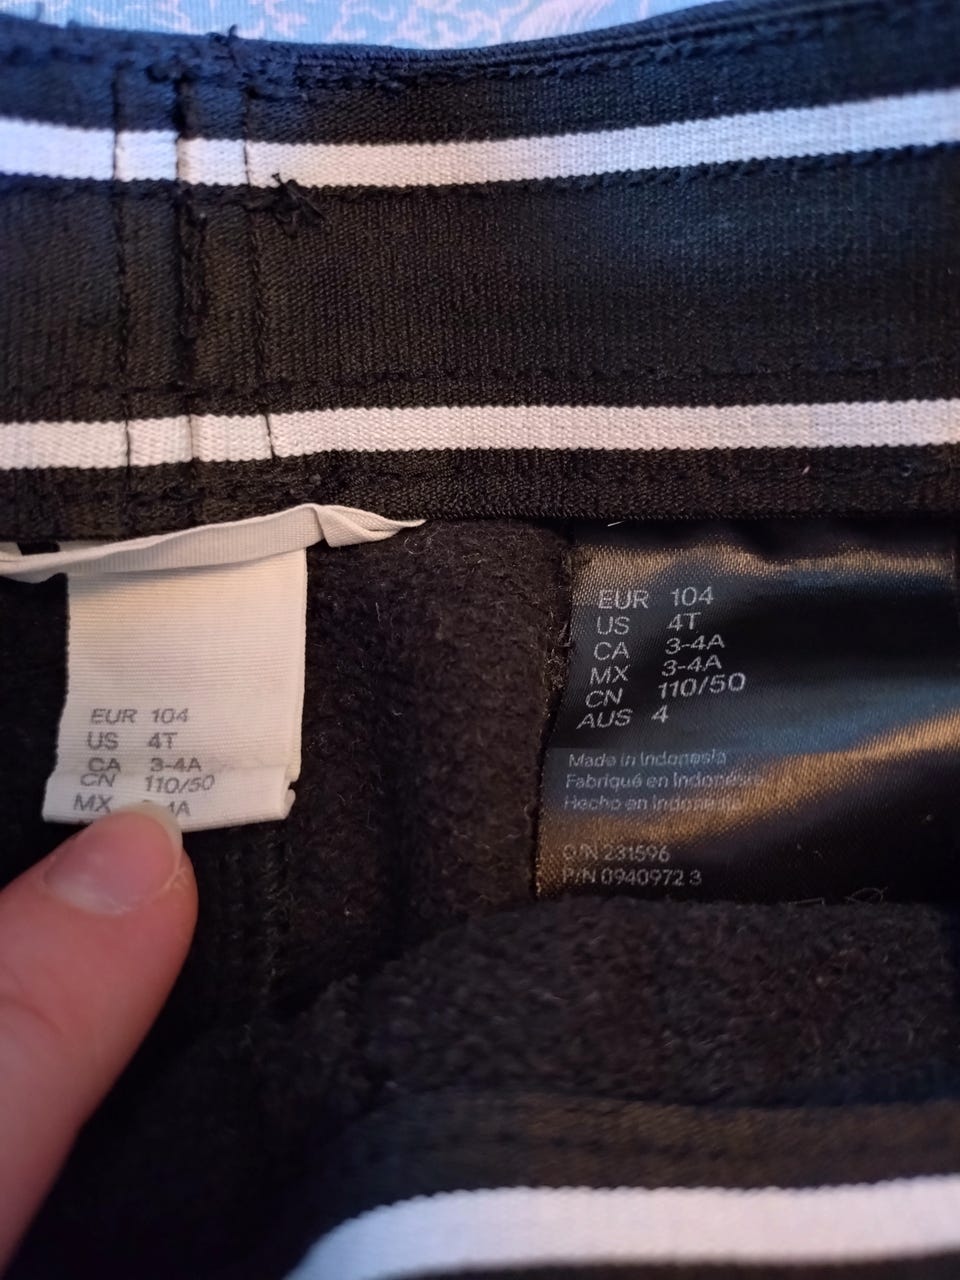 EUR 104
US 4T
CA 3-4A
CN 110/50
MX
EUR 104
US 4T
CA 3-4A
MX 3-4A
CN 110/50
AUS 4
Made in Indonesia
Fabriqué en Indonésie
Hecho en Indonesia
O/N 231596
P/N 0940972 3